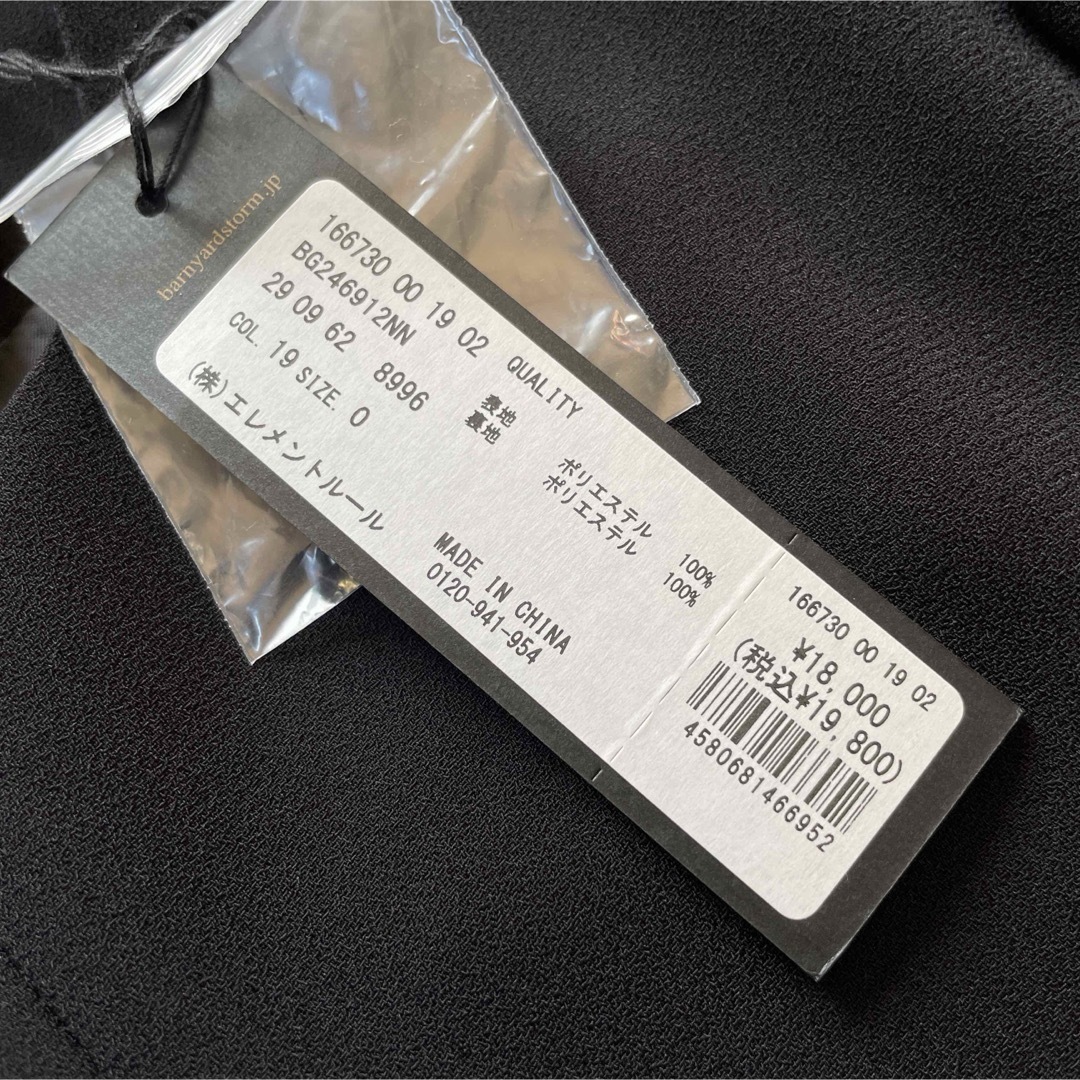 barnyardstorm.jp
166730 00 19 02
BG246912NN
29 09 62 8996
COL. 19 SIZE. 0
(株)エレメントルール
QUALITY
表地 ポリエステル 100%
裏地 ポリエステル 100%
MADE IN CHINA
0120-941-954
166730 00 19 02
¥18,000
(税込¥19,800)
4580681466952